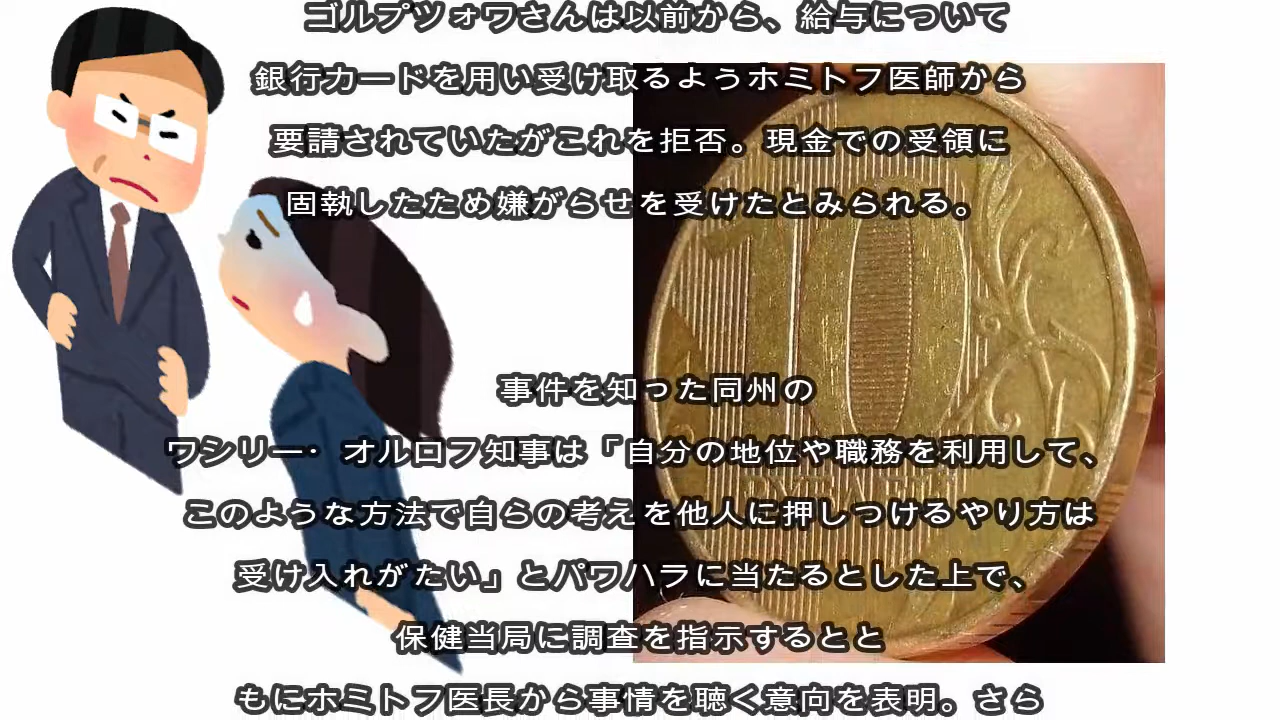 ゴルプツォワさんは以前から、給与について
銀行カードを用い受け取るようホミトフ医師から
要請されていたがこれを拒否。現金での受領に
固執したため嫌がらせを受けたとみられる。
10
事件を知った同州の
ワシリー・オルロフ知事は「自分の地位や職務を利用して、
このような方法で自らの考えを他人に押しつけるやり方は
受け入れがたい」とパワハラに当たるとした上で、
保健当局に調査を指示するとと
もにホミトフ医長から事情を聴く意向を表明。さら